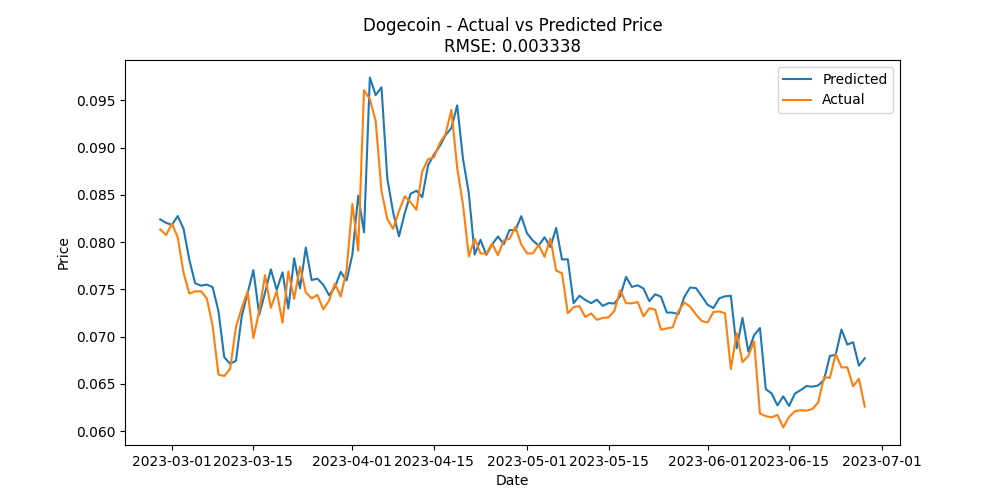 Dogecoin - Actual vs Predicted Price
RMSE: 0.003338
Predicted
Actual
Price
0.095
0.090
0.085
0.080
0.075
0.070
0.065
0.060
2023-03-01
2023-03-15
2023-04-01
2023-04-15
2023-05-01
2023-05-15
2023-06-01
2023-06-15
2023-07-01
Date